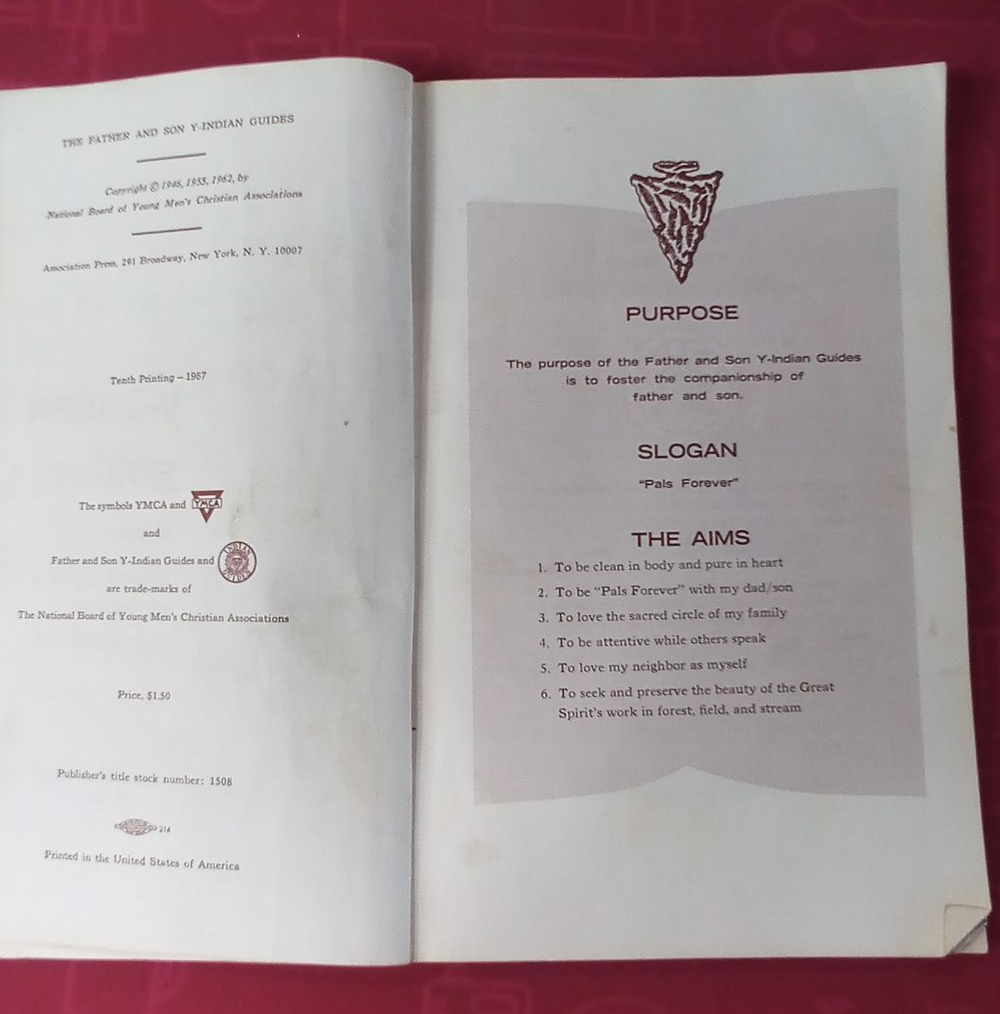 THE FATHER AND SON Y-INDIAN GUIDES
Copyright © 1946, 1955, 1962, by
National Board of Young Men's Christian Associations
Association Press, 291 Broadway, New York, N. Y. 10007
Tenth Printing – 1967
The symbols YMCA and YMCA
and
Father and Son Y-Indian Guides and INDIAN GUIDES
are trade-marks of
The National Board of Young Men's Christian Associations
Price, $1.50
Publisher's title stock number: 1508
214
Printed in the United States of America
PURPOSE
The purpose of the Father and Son Y-Indian Guides
is to foster the companionship of
father and son.
SLOGAN
"Pals Forever"
THE AIMS
1. To be clean in body and pure in heart
2. To be "Pals Forever" with my dad/son
3. To love the sacred circle of my family
4. To be attentive while others speak
5. To love my neighbor as myself
6. To seek and preserve the beauty of the Great
Spirit's work in forest, field, and stream